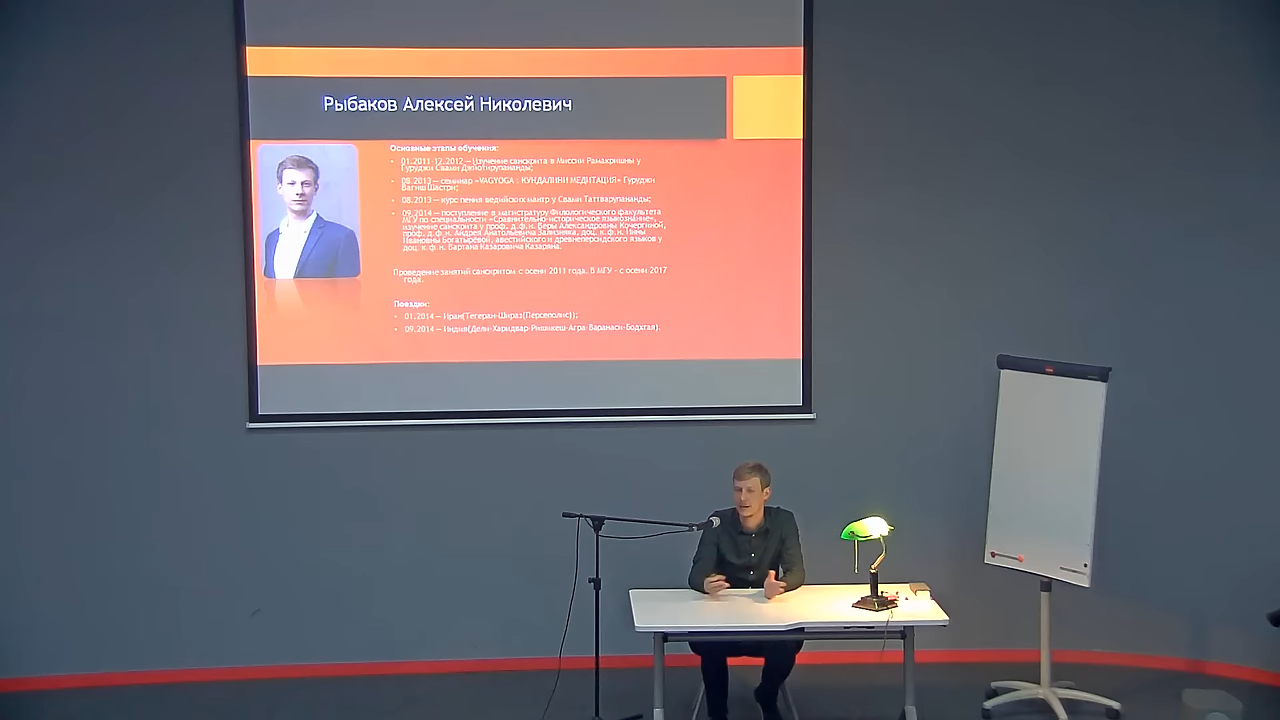 Рыбаков Алексей Николевич
Основные этапы обучения:
01.2011-12.2012 – Изучение санскрита в Миссии Рамакришны у
Гуруджи Свами Джйотирупананды;
08.2013 – семинар «VAGYOGA : КУНДАЛИНИ МЕДИТАЦИЯ» Гуруджи
Вагиш Шастри;
08.2013 – курс пения ведийских мантр у Свами Таттварупананды;
09.2014 – поступление в магистратуру Филологического факультета
МГУ по специальности «Сравнительно-историческое языкознание»,
изучение санскрита у проф. д.ф.н. Веры Александровны Кочергиной,
проф. д.ф.н. Андрея Анатольевича Зализняка, доц. к.ф.н. Инны
Ивановны Богатырёвой, авестийского и древнеперсидского языков у
доц. к.ф.н. Вартана Казаровича Казаряна.
Проведение занятий санскритом с осени 2011 года. В МГУ - с осени 2017
года.
Поездки:
01.2014 – Иран(Тегеран-Шираз(Персеполис));
09.2014 – Индия(Дели-Харидвар-Ришикеш-Агра-Варанаси-Бодхгая).